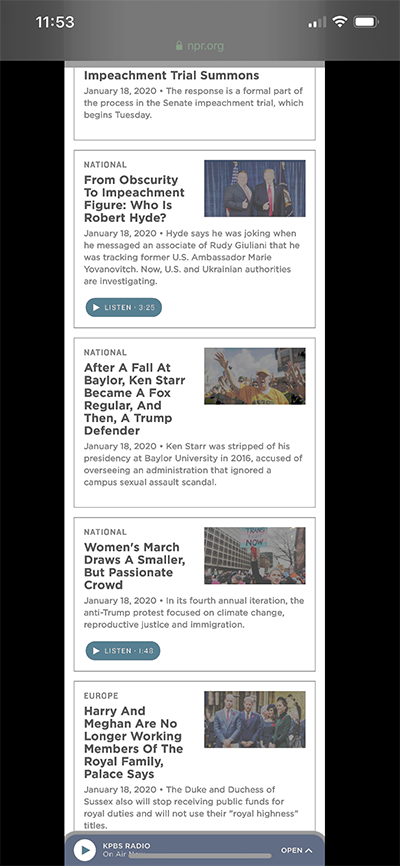 11:53
npr.org
Impeachment Trial Summons
January 18, 2020 • The response is a formal part
of the process in the Senate impeachment trial, which
begins Tuesday.
NATIONAL
From Obscurity
To Impeachment
Figure: Who Is
Robert Hyde?
January 18, 2020 • Hyde says he was joking when
he messaged an associate of Rudy Giuliani that he
was tracking former U.S. Ambassador Marie
Yovanovitch. Now, U.S. and Ukrainian authorities
are investigating.
LISTEN · 3:25
NATIONAL
After A Fall At
Baylor, Ken Starr
Became A Fox
Regular, And
Then, A Trump
Defender
January 18, 2020 • Ken Starr was stripped of his
presidency at Baylor University in 2016, accused of
overseeing an administration that ignored a
campus sexual assault scandal.
NATIONAL
Women's March
Draws A Smaller,
But Passionate
Crowd
January 18, 2020 • In its fourth annual iteration, the
anti-Trump protest focused on climate change,
reproductive justice and immigration.
LISTEN · 1:48
NOW
EUROPE
Harry And
Meghan Are No
Longer Working
Members Of The
Royal Family,
Palace Says
January 18, 2020 • The Duke and Duchess of
Sussex also will stop receiving public funds for
royal duties and will not use their "royal highness"
titles.
KPBS RADIO
On Air Now
OPEN